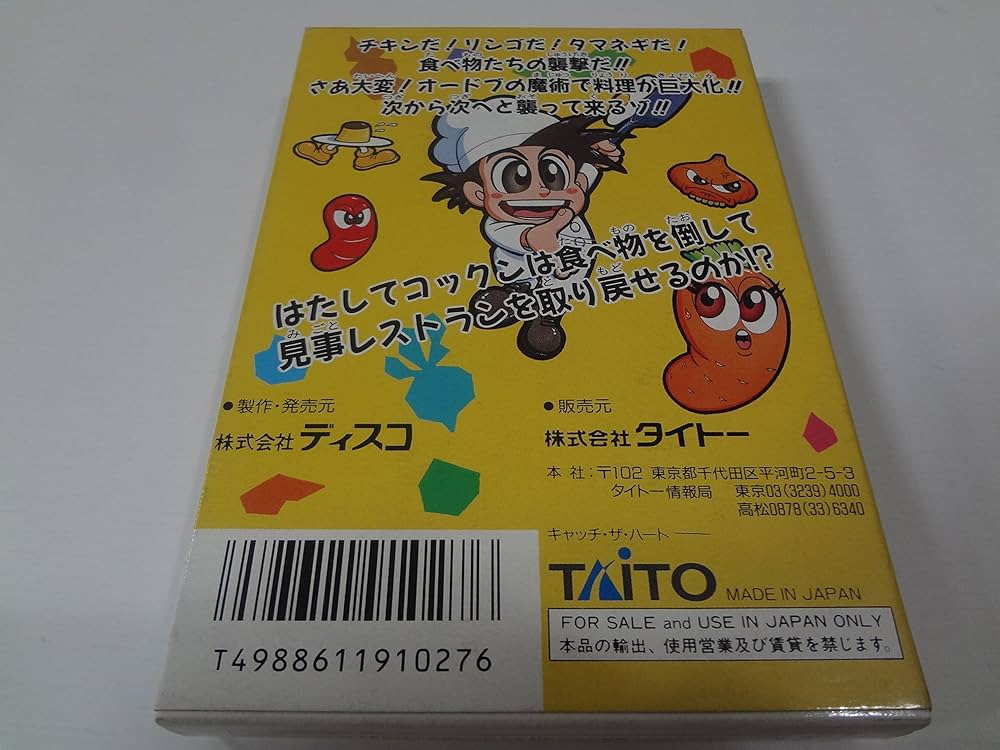 チキンだ！リンゴだ！タマネギだ！
食べ物たちの襲撃だ!!
さあ大変！オードブの魔術で料理が巨大化!!
次から次へと襲って来るゾ!!
はたしてコックンは食べ物を倒して
見事レストランを取り戻せるのか!?
●製作・発売元
株式会社 ディスコ
●販売元
株式会社 タイトー
本 社：〒102 東京都千代田区平河町2-5-3
タイトー情報局 東京03(3239)4000
高松0878(33)6340
キャッチ・ザ・ハート
TAITO MADE IN JAPAN
FOR SALE and USE IN JAPAN ONLY
本品の輸出、使用営業及び賃貸を禁じます。
T4988611910276